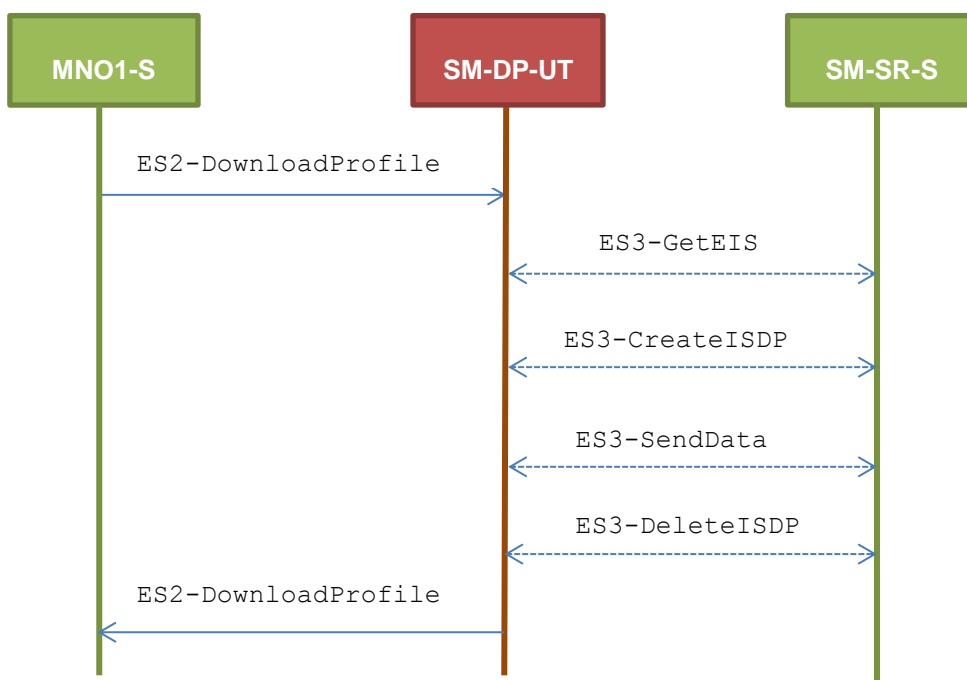 MNO1-S
SM-DP-UT
SM-SR-S
ES2-DownloadProfile
ES3-GetEIS
ES3-CreateISDP
ES3-SendData
ES3-DeleteISDP
ES2-DownloadProfile